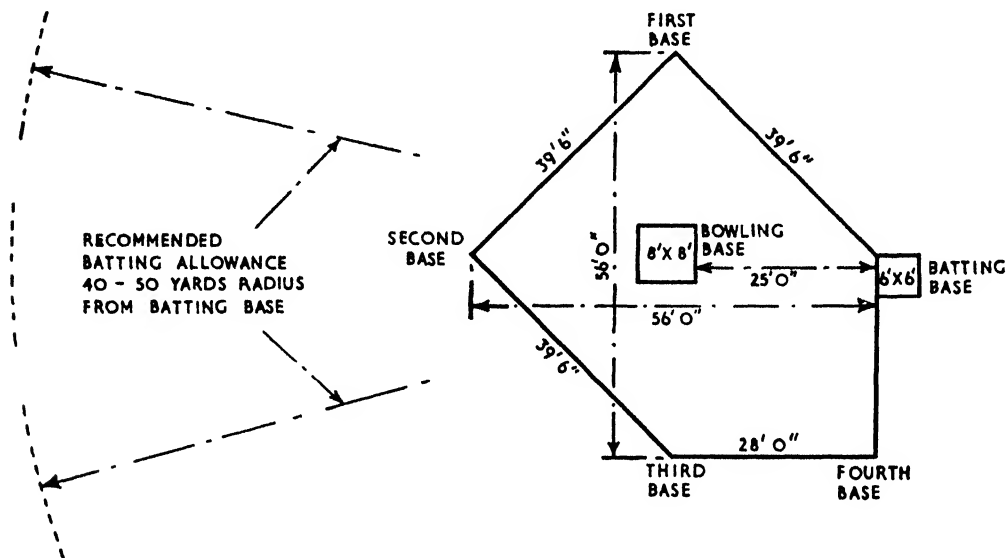 FIRST
BASE
39'6"
39'6"
RECOMMENDED
BATTING ALLOWANCE
40 - 50 YARDS RADIUS
FROM BATTING BASE
SECOND
BASE
56'0"
8'X 8'
BOWLING
BASE
25'0"
6'X6'
BATTING
BASE
56'0"
39'6"
28'0"
THIRD
BASE
FOURTH
BASE